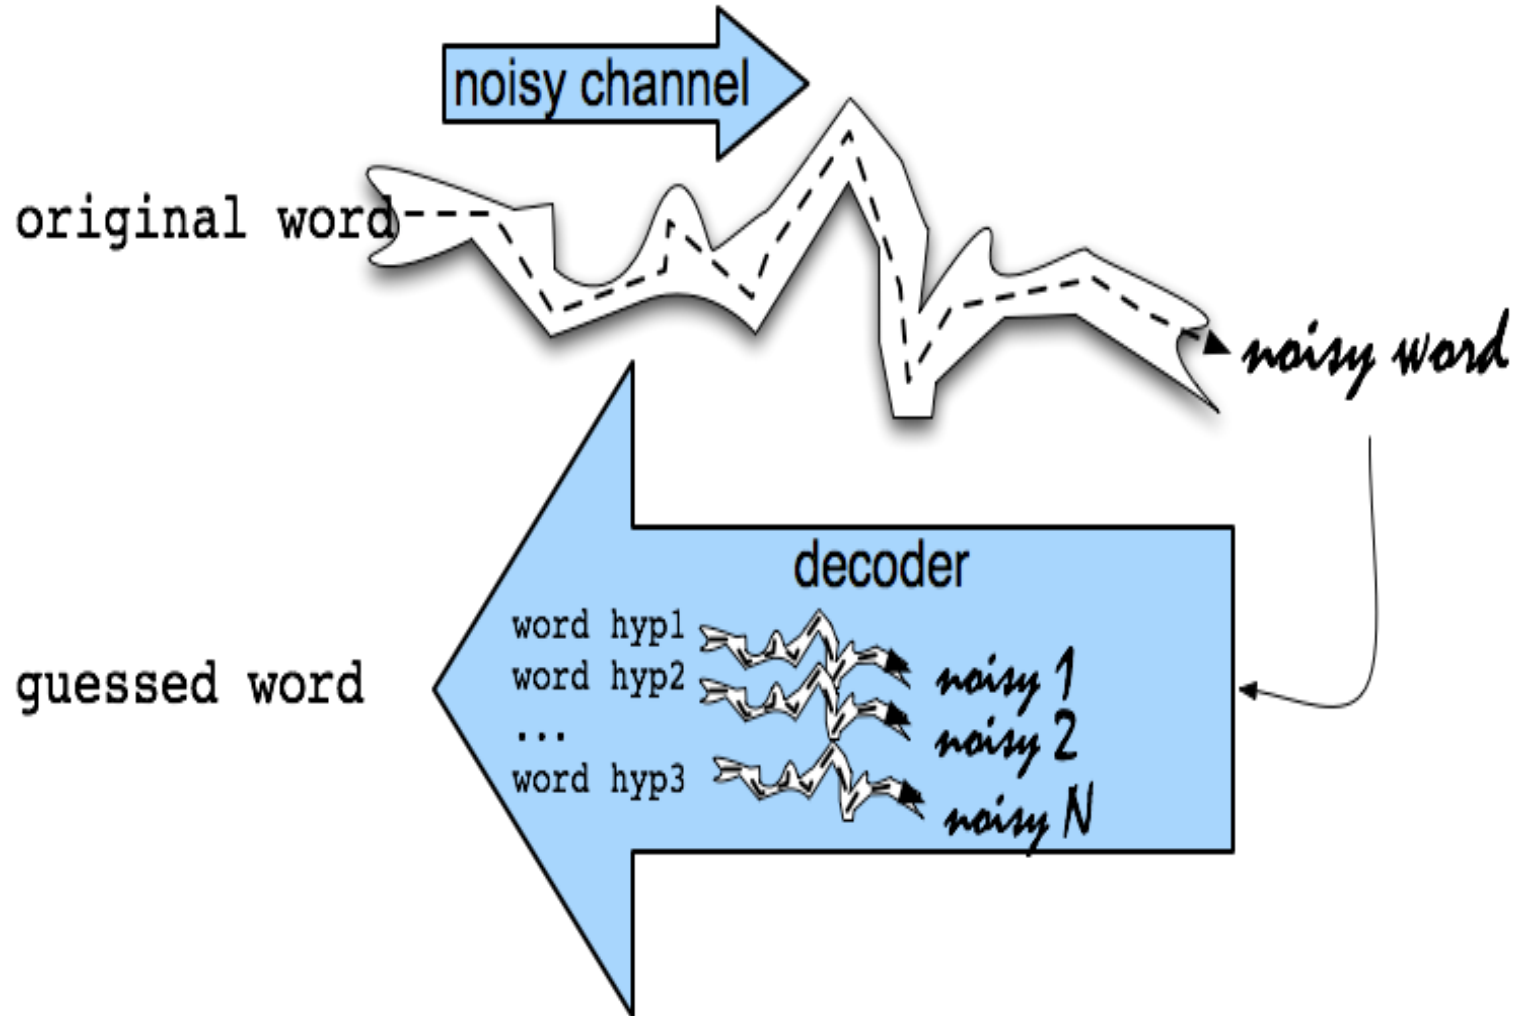 noisy channel
original word
noisy word
decoder
word hyp1
noisy 1
word hyp2
noisy 2
...
word hyp3
noisy N
guessed word